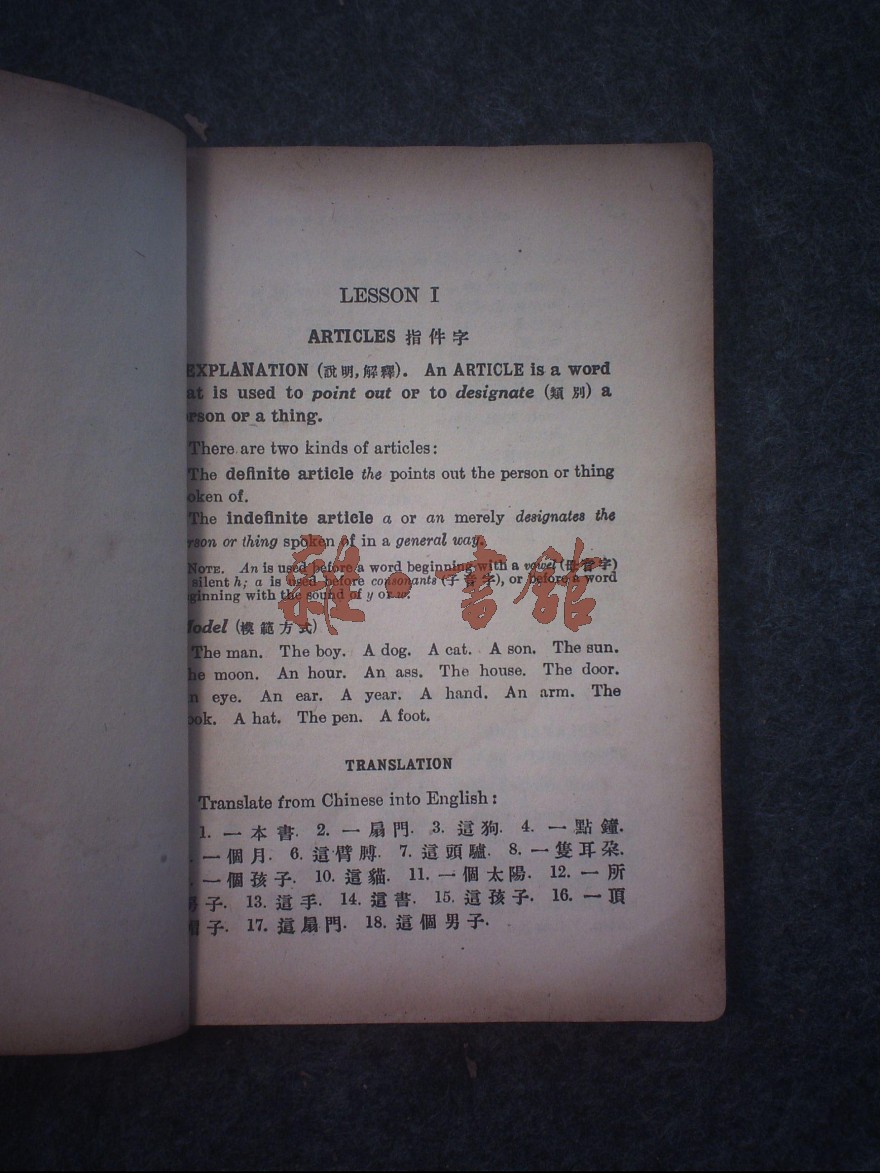 LESSON I
ARTICLES 指件字
EXPLANATION (說明,解釋). An ARTICLE is a word
at is used to point out or to designate (類別) a
rson or a thing.
There are two kinds of articles:
The definite article the points out the person or thing
oken of.
The indefinite article a or an merely designates the
rson or thing spoken of in a general way.
NOTE. An is used before a word beginning with a vowel (母音字)
silent h; a is used before consonants (子音字), or before a word
ginning with the sound of y or w.
odel (模範方式)
The man. The boy. A dog. A cat. A son. The sun.
he moon. An hour. An ass. The house. The door.
n eye. An ear. A year. A hand. An arm. The
ook. A hat. The pen. A foot.
TRANSLATION
Translate from Chinese into English:
1. 一本書. 2. 一扇門. 3. 這狗. 4. 一點鐘.
一個月. 6. 這臂膊. 7. 這頭驢. 8. 一隻耳朶.
一個孩子. 10. 這貓. 11. 一個太陽. 12. 一所
子. 13. 這手. 14. 這書. 15. 這孩子. 16. 一頂
帽子. 17. 這扇門. 18. 這個男子.
雜·書館